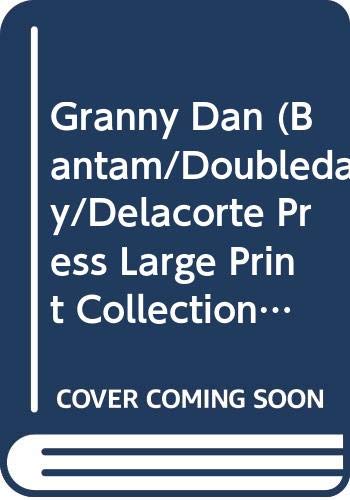 Granny Dan (B
antam/Doubleda
y/Delacorte Pr
ess Large Prin
t Collection...
COVER COMING SOON